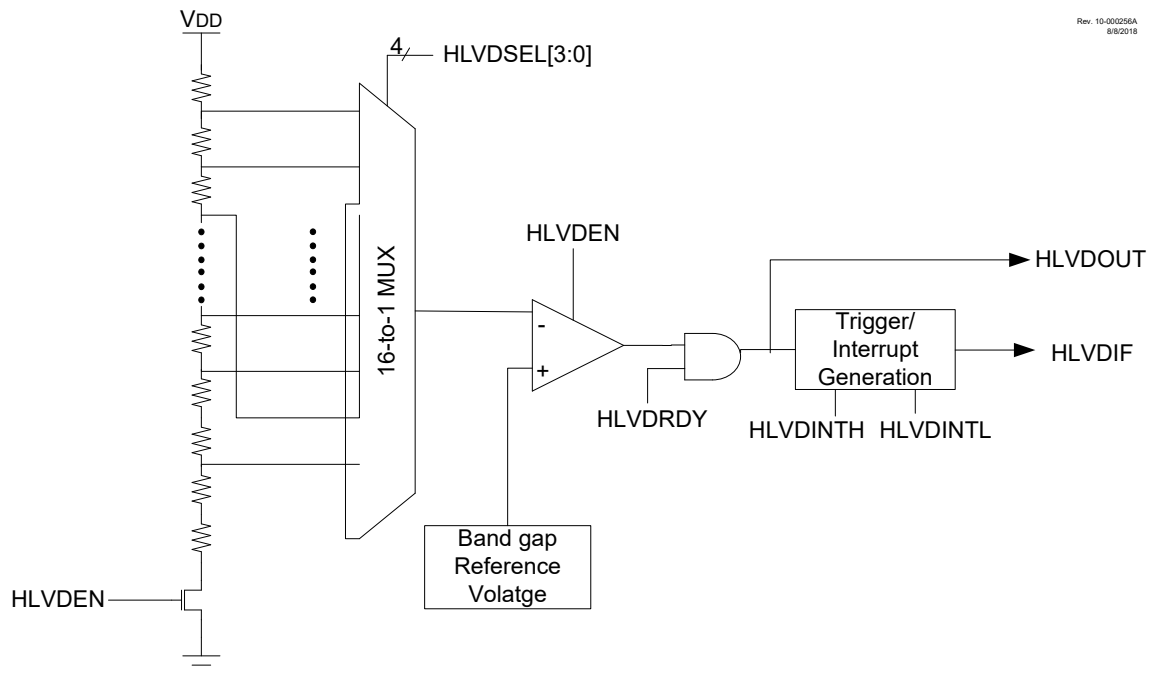 VDD
Rev. 10-000256A
8/8/2018
4
HLVDSEL[3:0]
16-to-1 MUX
HLVDEN
-
+
HLVDRDY
HLVDOUT
Trigger/
Interrupt
Generation
HLVDIF
HLVDINTH HLVDINTL
Band gap
Reference
Volatge
HLVDEN